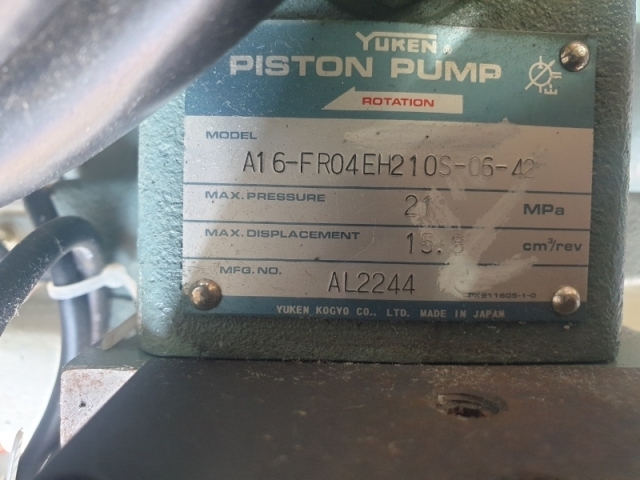 YUKEN ®
PISTON PUMP
ROTATION
MODEL
A16-FR04EH210S-06-42
MAX. PRESSURE 21 MPa
MAX. DISPLACEMENT 15.8 cm³/rev
MFG. NO. AL2244
YUKEN KOGYO CO., LTD. MADE IN JAPAN